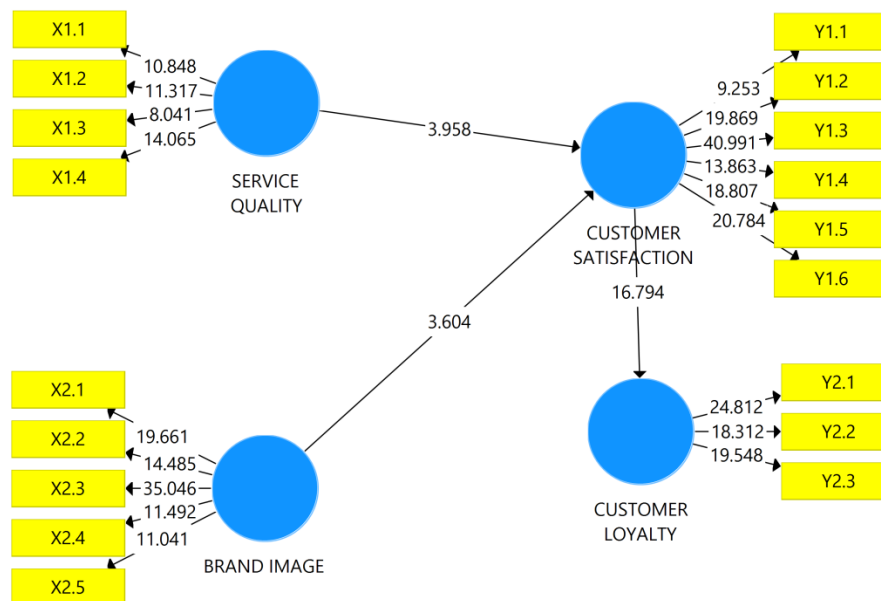 X1.1
X1.2
X1.3
X1.4
10.848
11.317
8.041
14.065
SERVICE
QUALITY
3.958
Y1.1
Y1.2
Y1.3
Y1.4
Y1.5
Y1.6
9.253
19.869
40.991
13.863
18.807
20.784
CUSTOMER
SATISFACTION
16.794
3.604
X2.1
X2.2
X2.3
X2.4
X2.5
19.661
14.485
35.046
11.492
11.041
BRAND IMAGE
Y2.1
Y2.2
Y2.3
24.812
18.312
19.548
CUSTOMER
LOYALTY